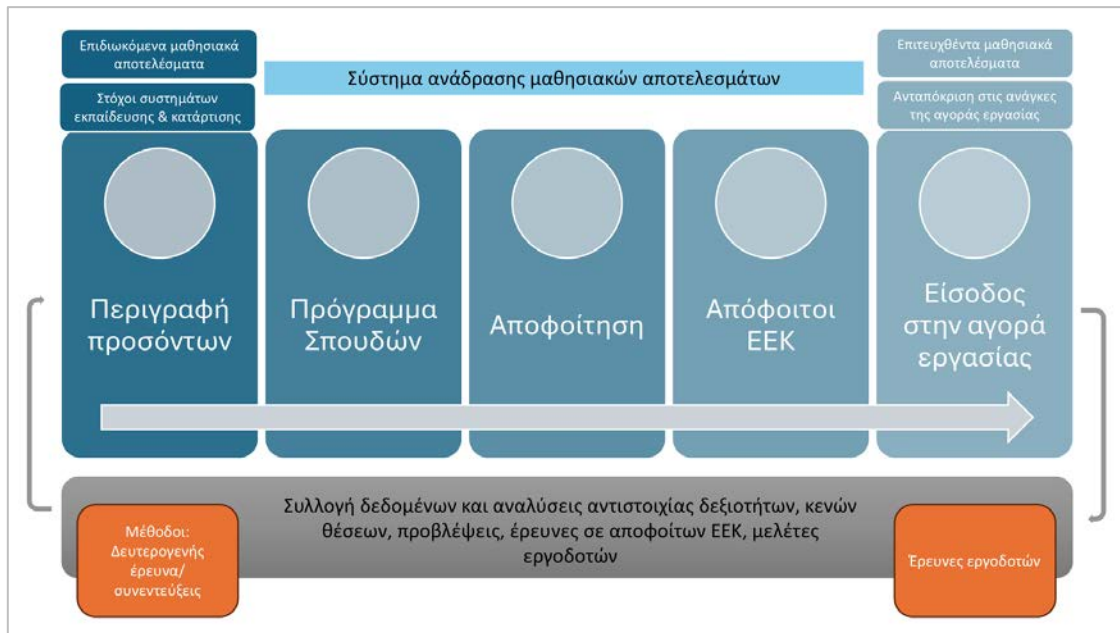 Επιδιωκόμενα μαθησιακά
αποτελέσματα
Στόχοι συστημάτων
εκπαίδευσης & κατάρτισης
Σύστημα ανάδρασης μαθησιακών αποτελεσμάτων
Επιτευχθέντα μαθησιακά
αποτελέσματα
Ανταπόκριση στις ανάγκες
της αγοράς εργασίας
Περιγραφή
προσόντων
Πρόγραμμα
Σπουδών
Αποφοίτηση
Απόφοιτοι
ΕΕΚ
Είσοδος
στην αγορά
εργασίας
Συλλογή δεδομένων και αναλύσεις αντιστοιχίας δεξιοτήτων, κενών
θέσεων, προβλέψεις, έρευνες σε αποφοίτων ΕΕΚ, μελέτες
εργοδοτών
Μέθοδοι:
Δευτερογενής
έρευνα/
συνεντεύξεις
Έρευνες εργοδοτών